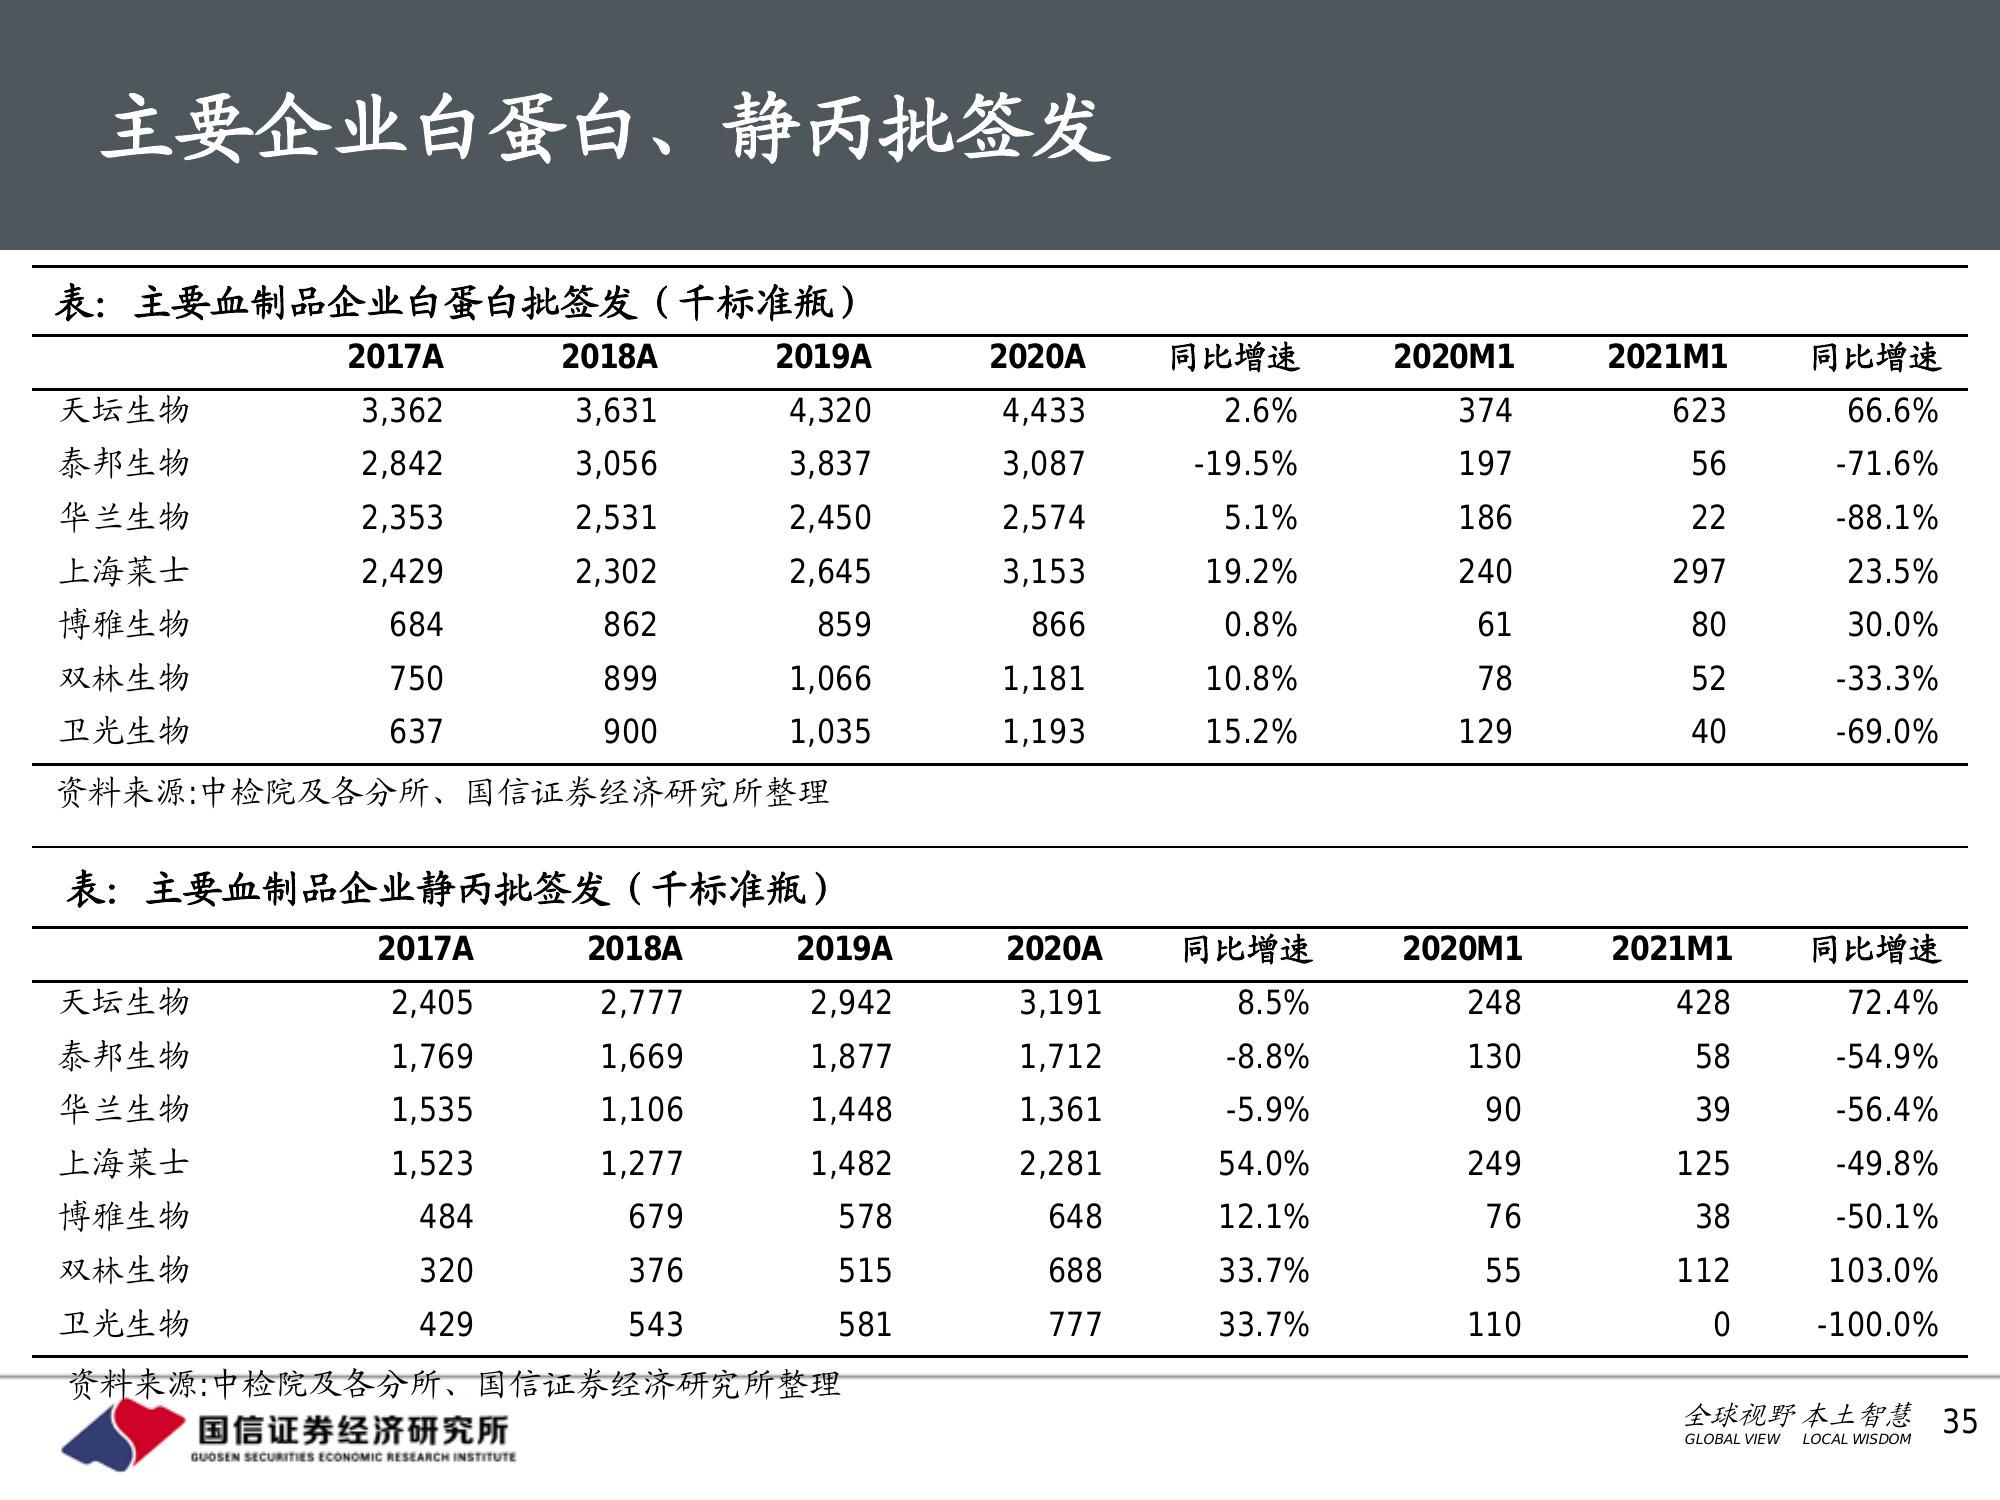 主要企业白蛋白、静丙批签发
表：主要血制品企业白蛋白批签发（千标准瓶）
2017A 2018A 2019A 2020A 同比增速 2020M1 2021M1 同比增速
天坛生物 3,362 3,631 4,320 4,433 2.6% 374 623 66.6%
泰邦生物 2,842 3,056 3,837 3,087 -19.5% 197 56 -71.6%
华兰生物 2,353 2,531 2,450 2,574 5.1% 186 22 -88.1%
上海莱士 2,429 2,302 2,645 3,153 19.2% 240 297 23.5%
博雅生物 684 862 859 866 0.8% 61 80 30.0%
双林生物 750 899 1,066 1,181 10.8% 78 52 -33.3%
卫光生物 637 900 1,035 1,193 15.2% 129 40 -69.0%
资料来源:中检院及各分所、国信证券经济研究所整理
表：主要血制品企业静丙批签发（千标准瓶）
2017A 2018A 2019A 2020A 同比增速 2020M1 2021M1 同比增速
天坛生物 2,405 2,777 2,942 3,191 8.5% 248 428 72.4%
泰邦生物 1,769 1,669 1,877 1,712 -8.8% 130 58 -54.9%
华兰生物 1,535 1,106 1,448 1,361 -5.9% 90 39 -56.4%
上海莱士 1,523 1,277 1,482 2,281 54.0% 249 125 -49.8%
博雅生物 484 679 578 648 12.1% 76 38 -50.1%
双林生物 320 376 515 688 33.7% 55 112 103.0%
卫光生物 429 543 581 777 33.7% 110 0 -100.0%
资料来源:中检院及各分所、国信证券经济研究所整理
国信证券经济研究所
GUOSEN SECURITIES ECONOMIC RESEARCH INSTITUTE
全球视野 本土智慧
GLOBAL VIEW LOCAL WISDOM
35